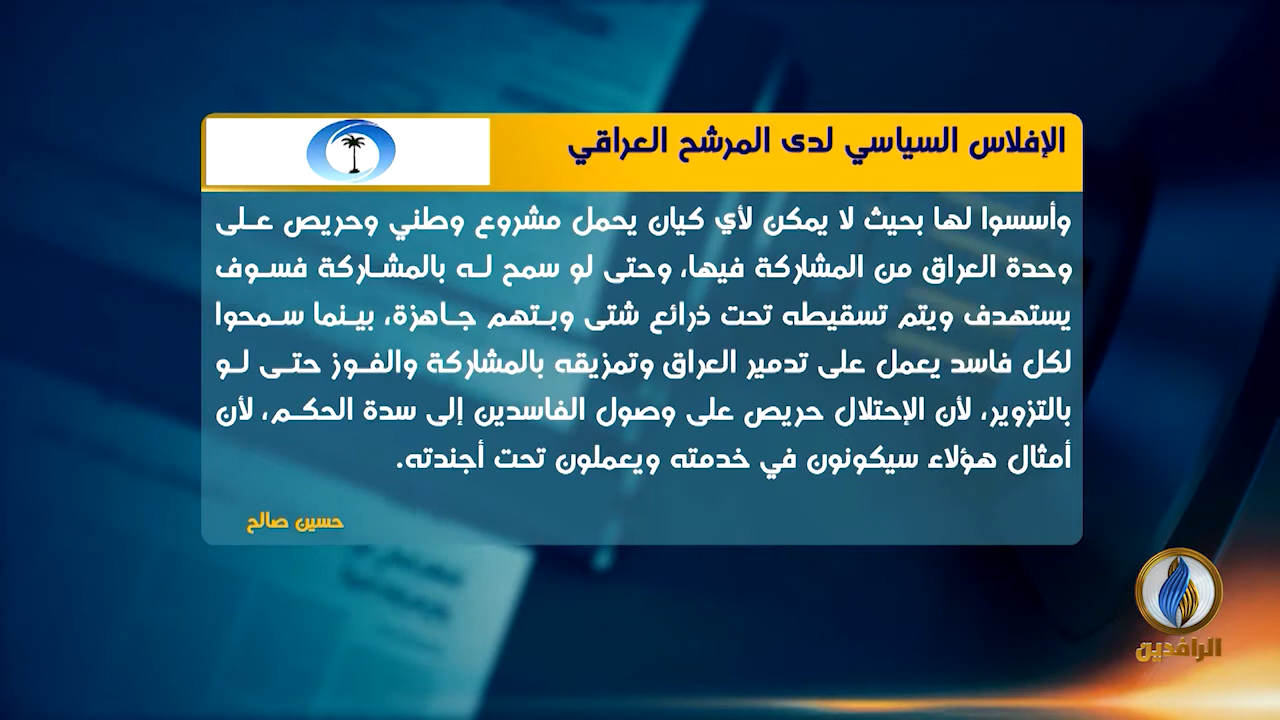 الإفلاس السياسي لدى المرشح العراقي
وأسسوا لها بحيث لا يمكن لأي كيان يحمل مشروع وطني وحريص على
وحدة العراق من المشاركة فيها، وحتى لو سمح له بالمشاركة فسوف
يستهدف ويتم تسقيطه تحت ذرائع شتى وبتهم جاهزة، بينما سمحوا
لكل فاسد يعمل على تدمير العراق وتمزيقه بالمشاركة والفوز حتى لو
بالتزوير، لأن الإحتلال حريص على وصول الفاسدين إلى سدة الحكم، لأن
أمثال هؤلاء سيكونون في خدمته ويعملون تحت أجندته.
حسين صالح
الرافدين